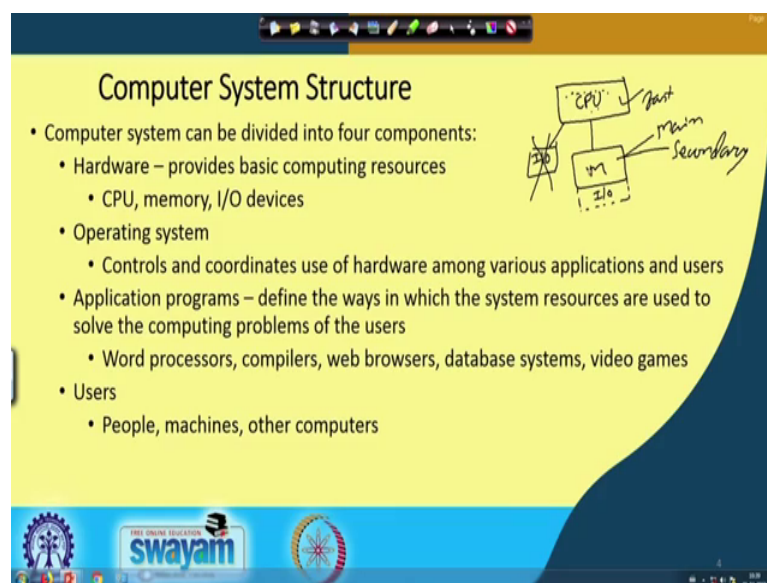 Page
Computer System Structure
• Computer system can be divided into four components:
• Hardware – provides basic computing resources
• CPU, memory, I/O devices
• Operating system
• Controls and coordinates use of hardware among various applications and users
• Application programs – define the ways in which the system resources are used to
solve the computing problems of the users
• Word processors, compilers, web browsers, database systems, video games
• Users
• People, machines, other computers
CPU
fast
main
Secondary
I/O
M
I/O
FREE ONLINE EDUCATION
swayam
4